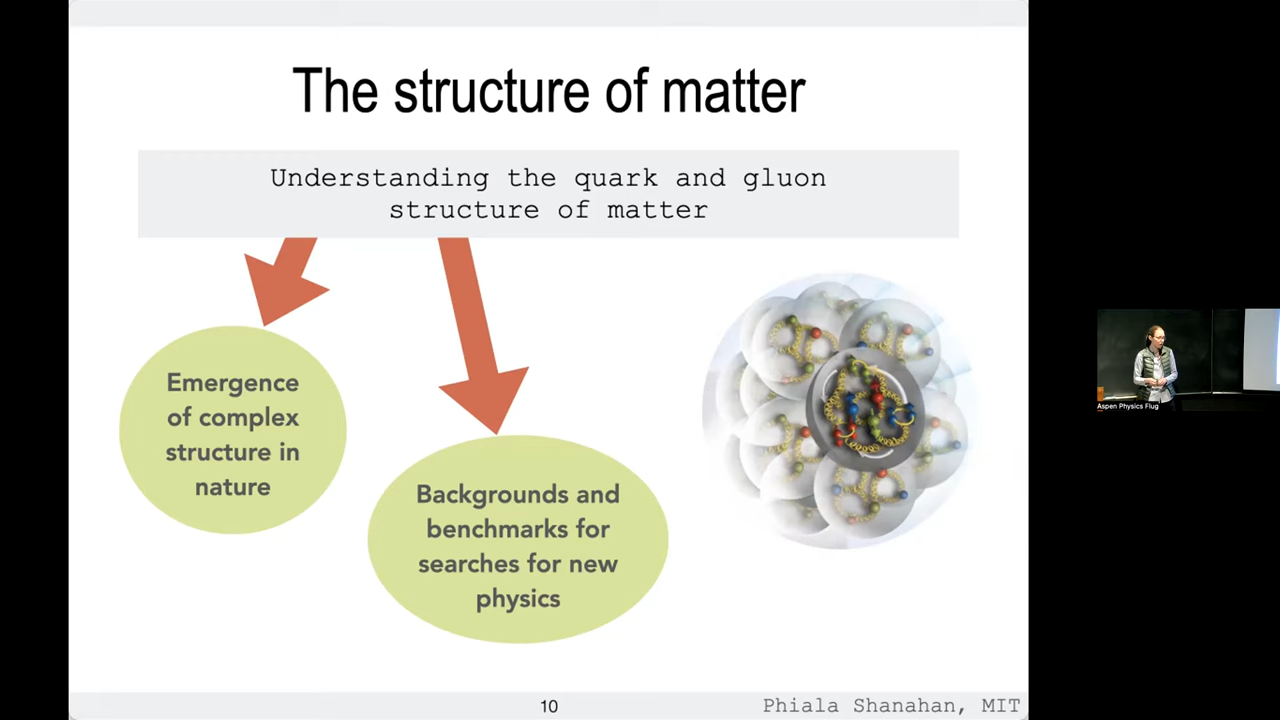 The structure of matter
Understanding the quark and gluon
structure of matter
Emergence
of complex
structure in
nature
Backgrounds and
benchmarks for
searches for new
physics
10
Phiala Shanahan, MIT
Aspen Physics Flug